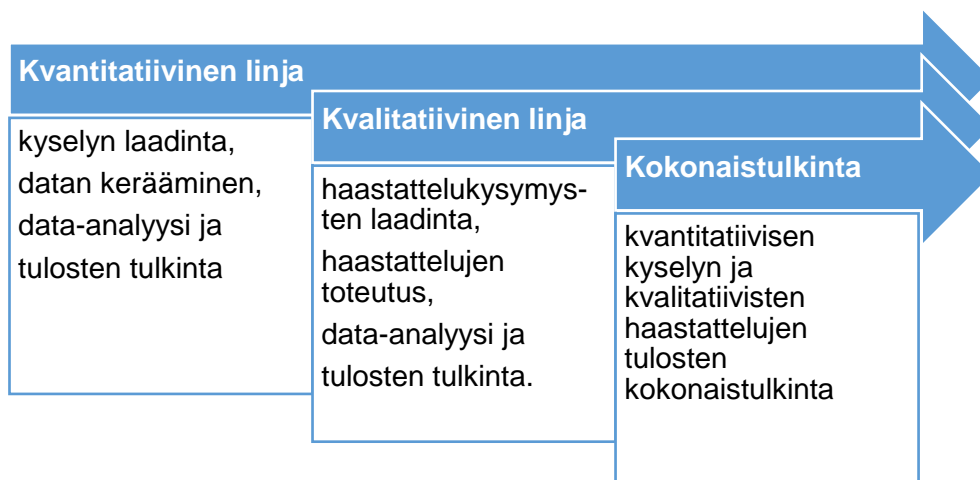 Kvantitatiivinen linja
kyselyn laadinta,
datan kerääminen,
data-analyysi ja
tulosten tulkinta
Kvalitatiivinen linja
haastattelukysymys-
ten laadinta,
haastattelujen
toteutus,
data-analyysi ja
tulosten tulkinta.
Kokonaistulkinta
kvantitatiivisen
kyselyn ja
kvalitatiivisten
haastattelujen
tulosten
kokonaistulkinta